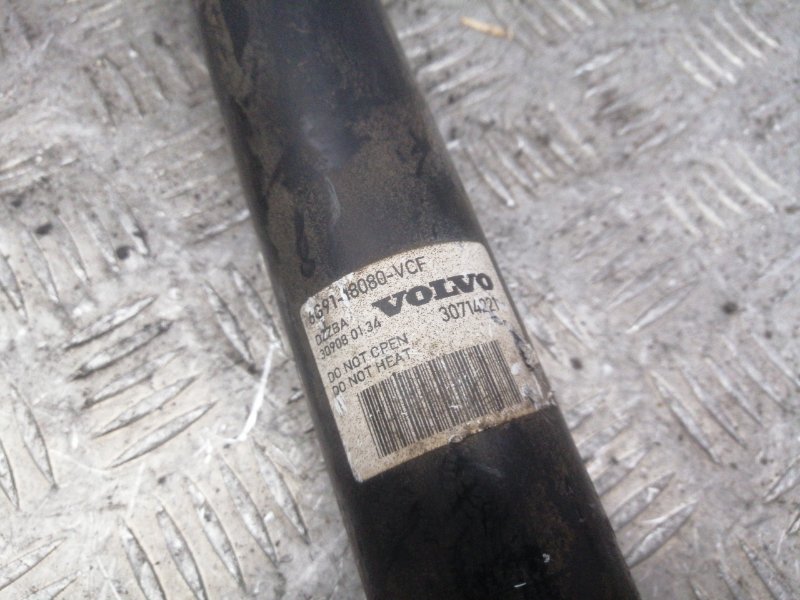 6G91-18080-VCF
VOLVO
DZZBA
30908 01:34
30714221
DO NOT OPEN
DO NOT HEAT